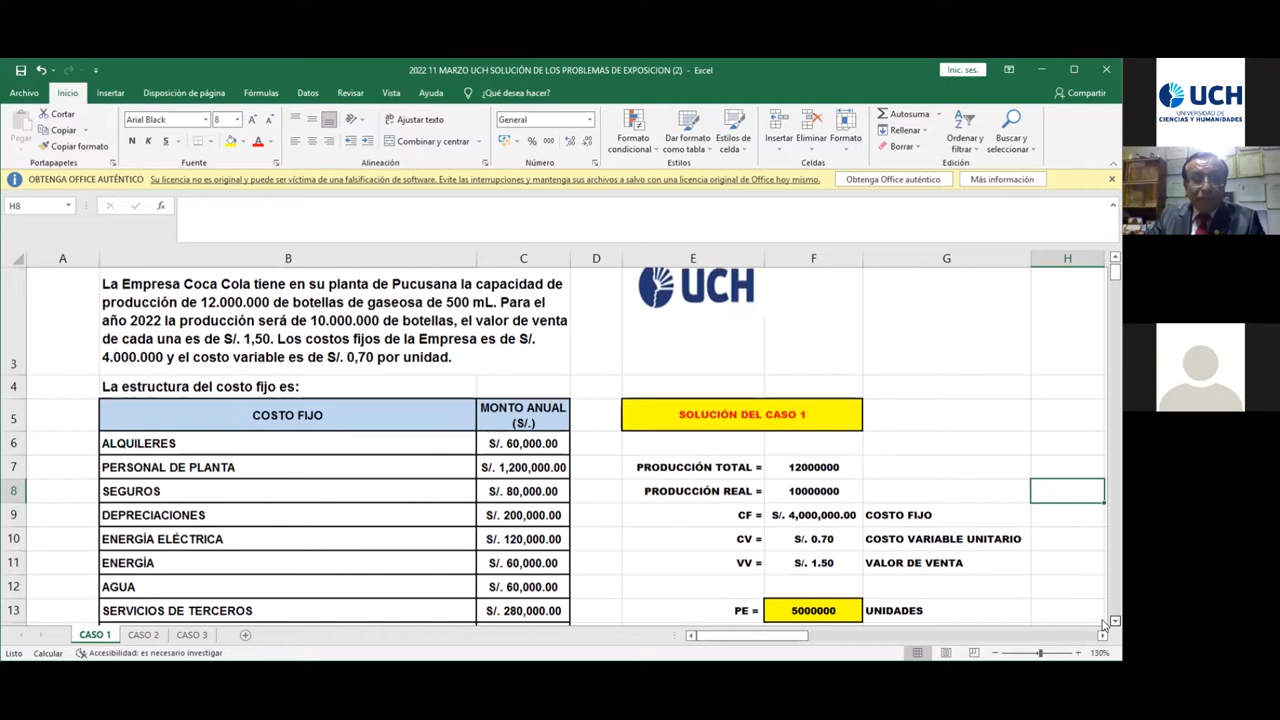 2022 11 MARZO UCH SOLUCIÓN DE LOS PROBLEMAS DE EXPOSICION (2) - Excel
Inic. ses.
Archivo Inicio Insertar Disposición de página Fórmulas Datos Revisar Vista Ayuda ¿Qué desea hacer? Compartir
Pegar
Cortar
Copiar
Copiar formato
Portapapeles
Arial Black 8
N K S
Fuente
Ajustar texto
Combinar y centrar
Alineación
General
% 000
Número
Formato condicional
Dar formato como tabla
Estilos de celda
Estilos
Insertar Eliminar Formato
Celdas
Autosuma
Rellenar
Borrar
Ordenar y filtrar
Buscar y seleccionar
Edición
OBTENGA OFFICE AUTÉNTICO Su licencia no es original y puede ser víctima de una falsificación de software. Evite las interrupciones y mantenga sus archivos a salvo con una licencia original de Office hoy mismo. Obtenga Office auténtico Más información
H8 fx
A B C D E F G H
La Empresa Coca Cola tiene en su planta de Pucusana la capacidad de
producción de 12.000.000 de botellas de gaseosa de 500 mL. Para el
año 2022 la producción será de 10.000.000 de botellas, el valor de venta
de cada una es de S/. 1,50. Los costos fijos de la Empresa es de S/.
4.000.000 y el costo variable es de S/. 0,70 por unidad.
UCH
3
4 La estructura del costo fijo es:
5 COSTO FIJO MONTO ANUAL (S/.) SOLUCIÓN DEL CASO 1
6 ALQUILERES S/. 60,000.00
7 PERSONAL DE PLANTA S/. 1,200,000.00 PRODUCCIÓN TOTAL = 12000000
8 SEGUROS S/. 80,000.00 PRODUCCIÓN REAL = 10000000
9 DEPRECIACIONES S/. 200,000.00 CF = S/. 4,000,000.00 COSTO FIJO
10 ENERGÍA ELÉCTRICA S/. 120,000.00 CV = S/. 0.70 COSTO VARIABLE UNITARIO
11 ENERGÍA S/. 60,000.00 VV = S/. 1.50 VALOR DE VENTA
12 AGUA S/. 60,000.00
13 SERVICIOS DE TERCEROS S/. 280,000.00 PE = 5000000 UNIDADES
CASO 1 CASO 2 CASO 3
Listo Calcular Accesibilidad: es necesario investigar 130%
UCH
UNIVERSIDAD DE
CIENCIAS Y HUMANIDADES